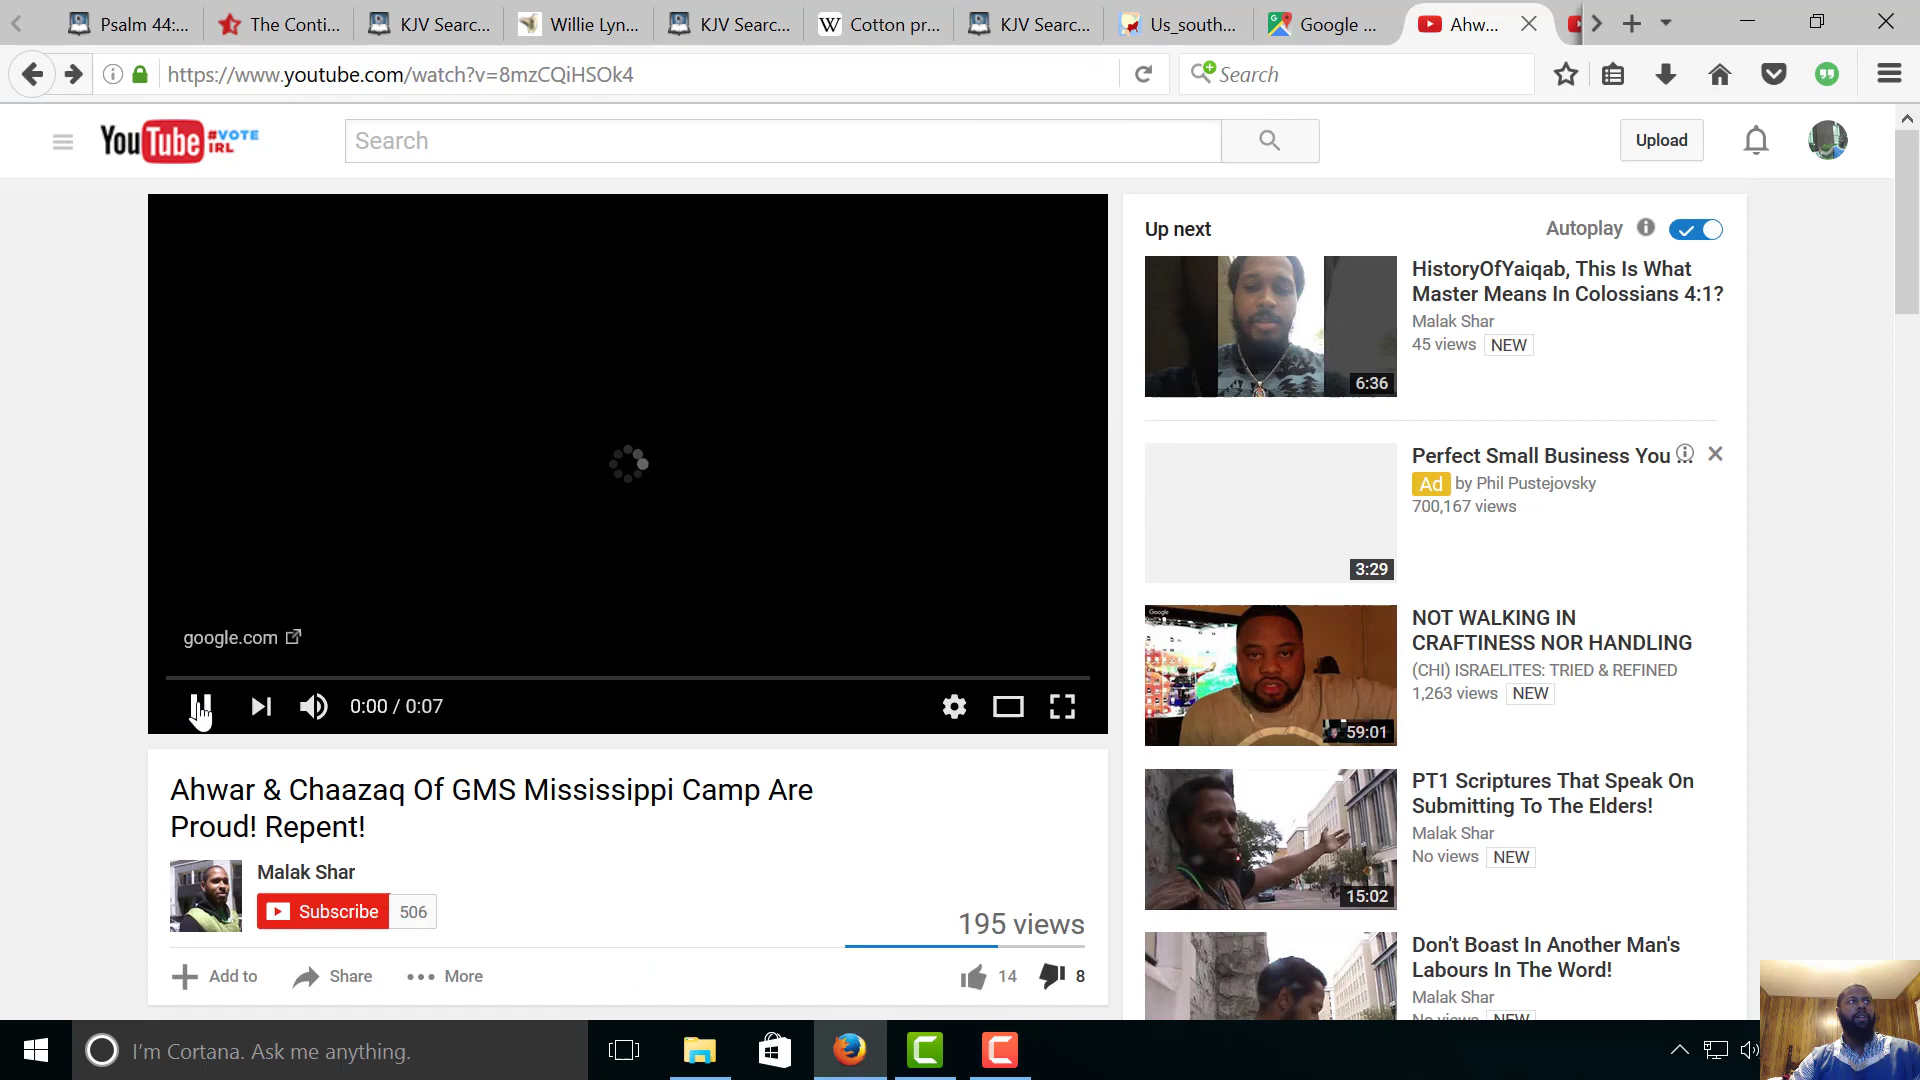 Psalm 44:...
The Conti...
KJV Searc...
Willie Lyn...
KJV Searc...
Cotton pr...
KJV Searc...
Us_south...
Google ...
Ahw...
https://www.youtube.com/watch?v=8mzCQiHSOk4
Search
YouTube #VOTE IRL
Search
Upload
google.com
0:00 / 0:07
Ahwar & Chaazaq Of GMS Mississippi Camp Are
Proud! Repent!
Malak Shar
Subscribe 506
195 views
Add to Share More 14 8
Up next Autoplay
6:36
HistoryOfYaiqab, This Is What
Master Means In Colossians 4:1?
Malak Shar
45 views NEW
3:29
Perfect Small Business You ...
Ad by Phil Pustejovsky
700,167 views
Google
59:01
NOT WALKING IN
CRAFTINESS NOR HANDLING
(CHI) ISRAELITES: TRIED & REFINED
1,263 views NEW
15:02
PT1 Scriptures That Speak On
Submitting To The Elders!
Malak Shar
No views NEW
Don't Boast In Another Man's
Labours In The Word!
Malak Shar
No views NEW
I'm Cortana. Ask me anything.